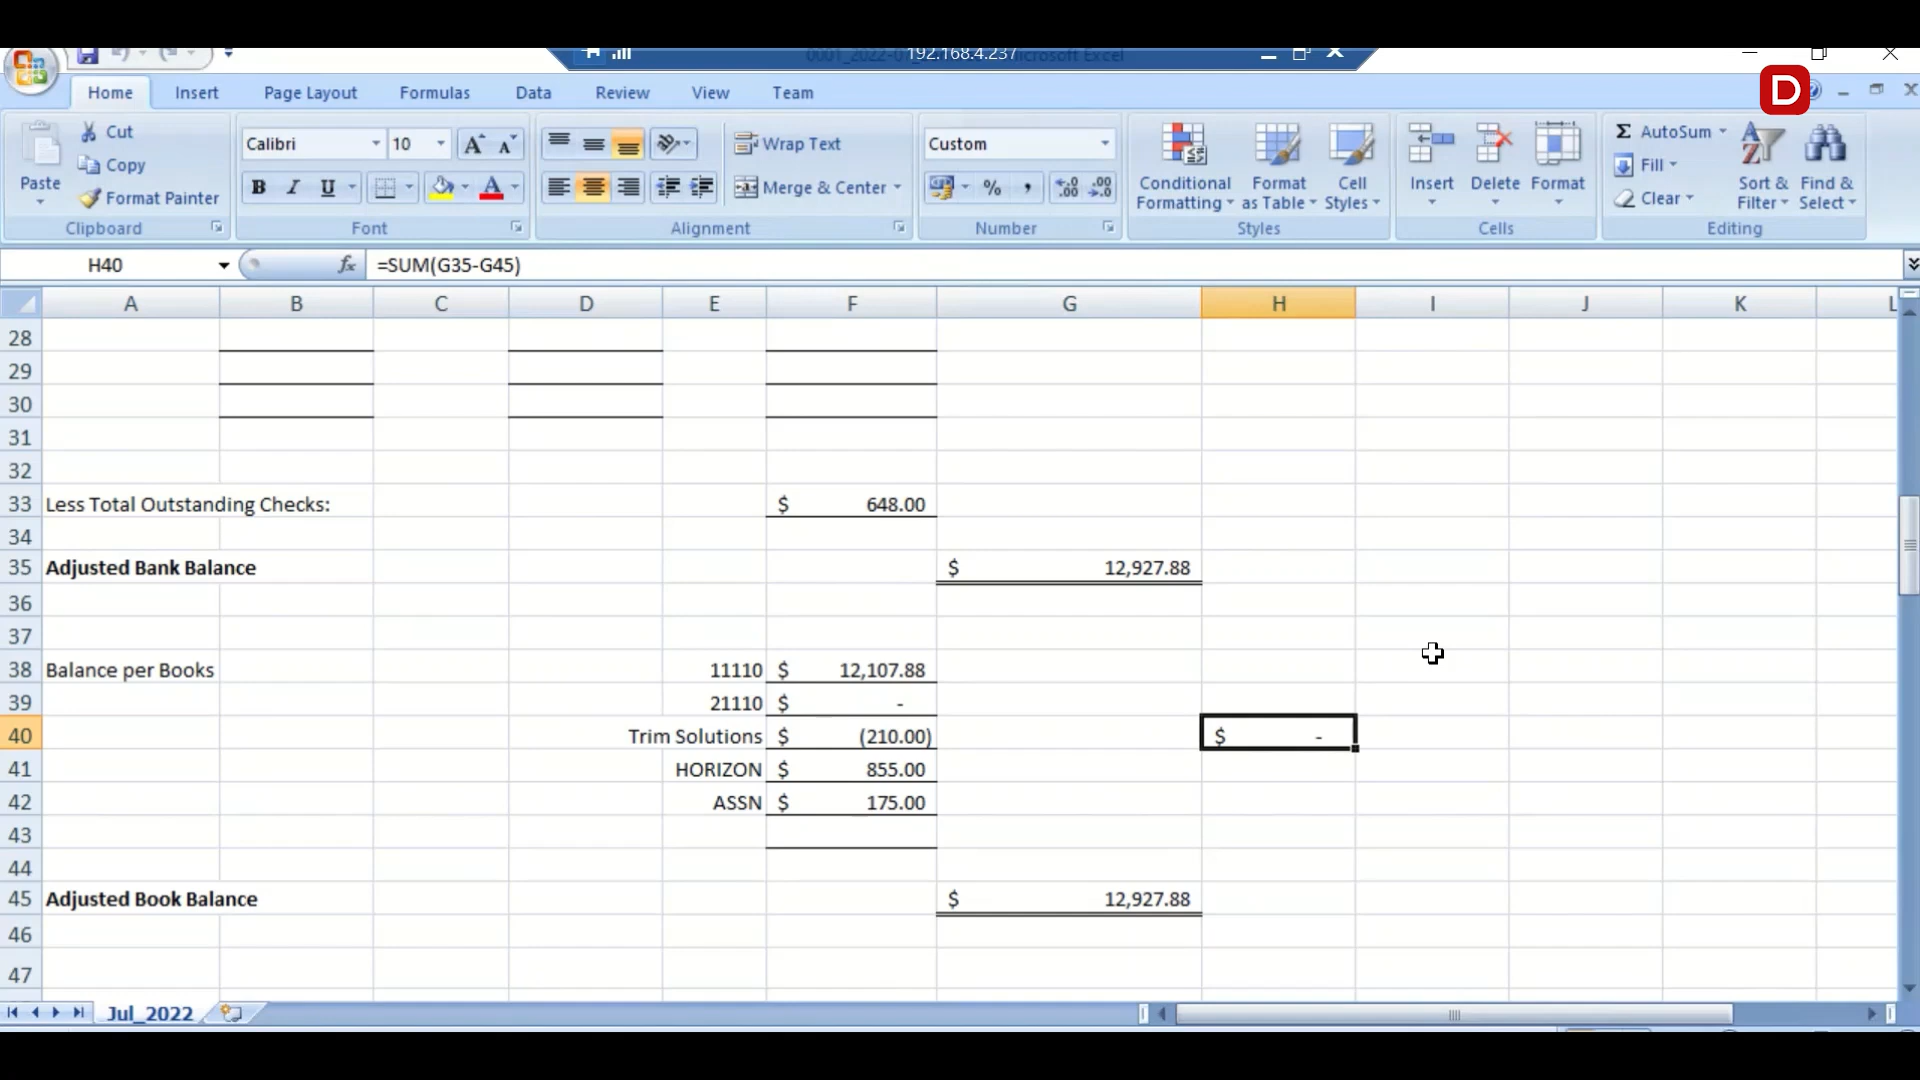 0001_2022-07 192.168.4.237 Microsoft Excel
D
Home Insert Page Layout Formulas Data Review View Team
Paste
Cut
Copy
Format Painter
Clipboard
Calibri 10
B I U
A
Font
Wrap Text
Merge & Center
Alignment
Custom
$ % ,
Number
Conditional Formatting
Format as Table
Cell Styles
Styles
Insert Delete Format
Cells
Σ AutoSum
Fill
Clear
Sort & Filter
Find & Select
Editing
H40 fx =SUM(G35-G45)
A B C D E F G H I J K L
28
29
30
31
32
33 Less Total Outstanding Checks: $ 648.00
34
35 Adjusted Bank Balance $ 12,927.88
36
37
38 Balance per Books 11110 $ 12,107.88
39 21110 $ -
40 Trim Solutions $ (210.00) $ -
41 HORIZON $ 855.00
42 ASSN $ 175.00
43
44
45 Adjusted Book Balance $ 12,927.88
46
47
Jul_2022